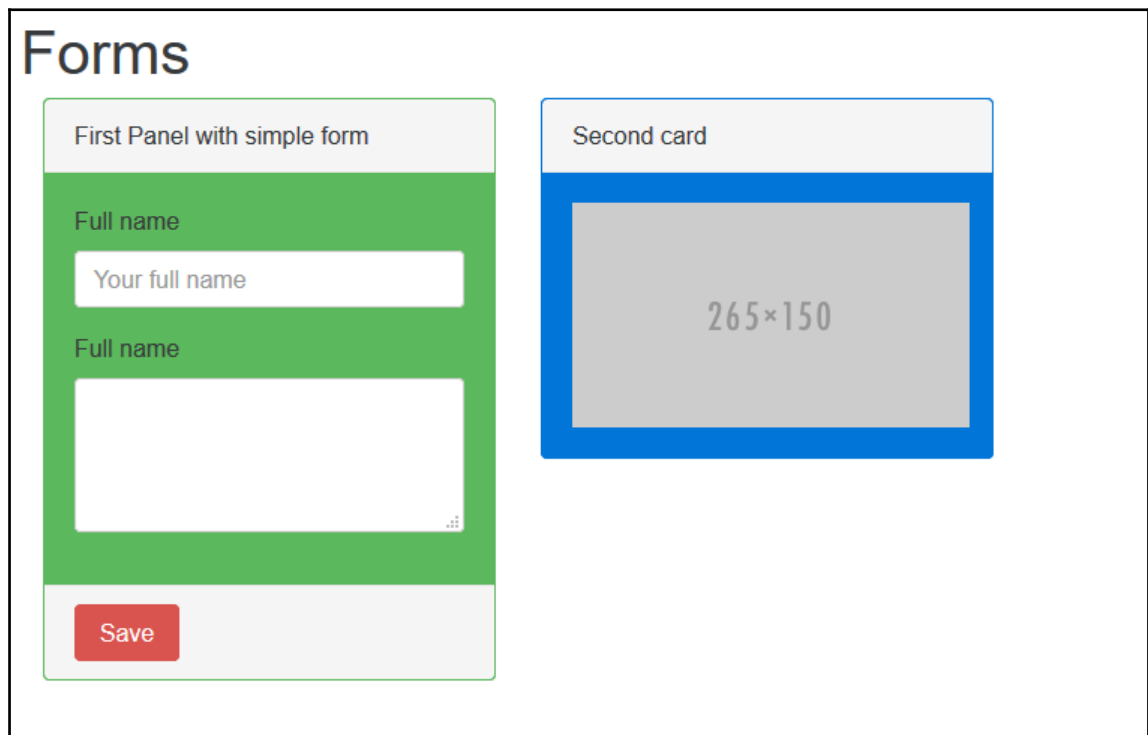 Forms
First Panel with simple form
Full name
Your full name
Full name
Save
Second card
265×150